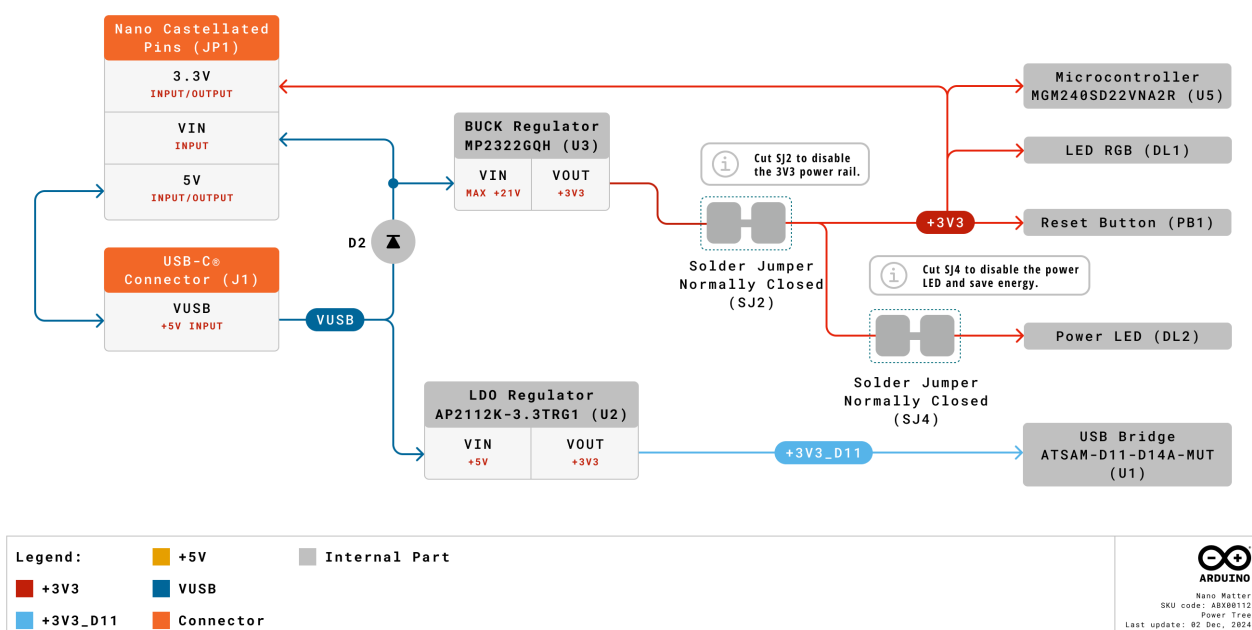 Nano Castellated
Pins (JP1)
3.3V
INPUT/OUTPUT
VIN
INPUT
5V
INPUT/OUTPUT
USB-C®
Connector (J1)
VUSB
+5V INPUT
VUSB
D2
BUCK Regulator
MP2322GQH (U3)
VIN
MAX +21V
VOUT
+3V3
Cut SJ2 to disable
the 3V3 power rail.
Solder Jumper
Normally Closed
(SJ2)
+3V3
Cut SJ4 to disable the power
LED and save energy.
Solder Jumper
Normally Closed
(SJ4)
Microcontroller
MGM240SD22VNA2R (U5)
LED RGB (DL1)
Reset Button (PB1)
Power LED (DL2)
LDO Regulator
AP2112K-3.3TRG1 (U2)
VIN
+5V
VOUT
+3V3
+3V3_D11
USB Bridge
ATSAM-D11-D14A-MUT
(U1)
Legend:
+3V3
+3V3_D11
+5V
VUSB
Connector
Internal Part
ARDUINO
Nano Matter
SKU code: ABX00112
Power Tree
Last update: 02 Dec, 2024